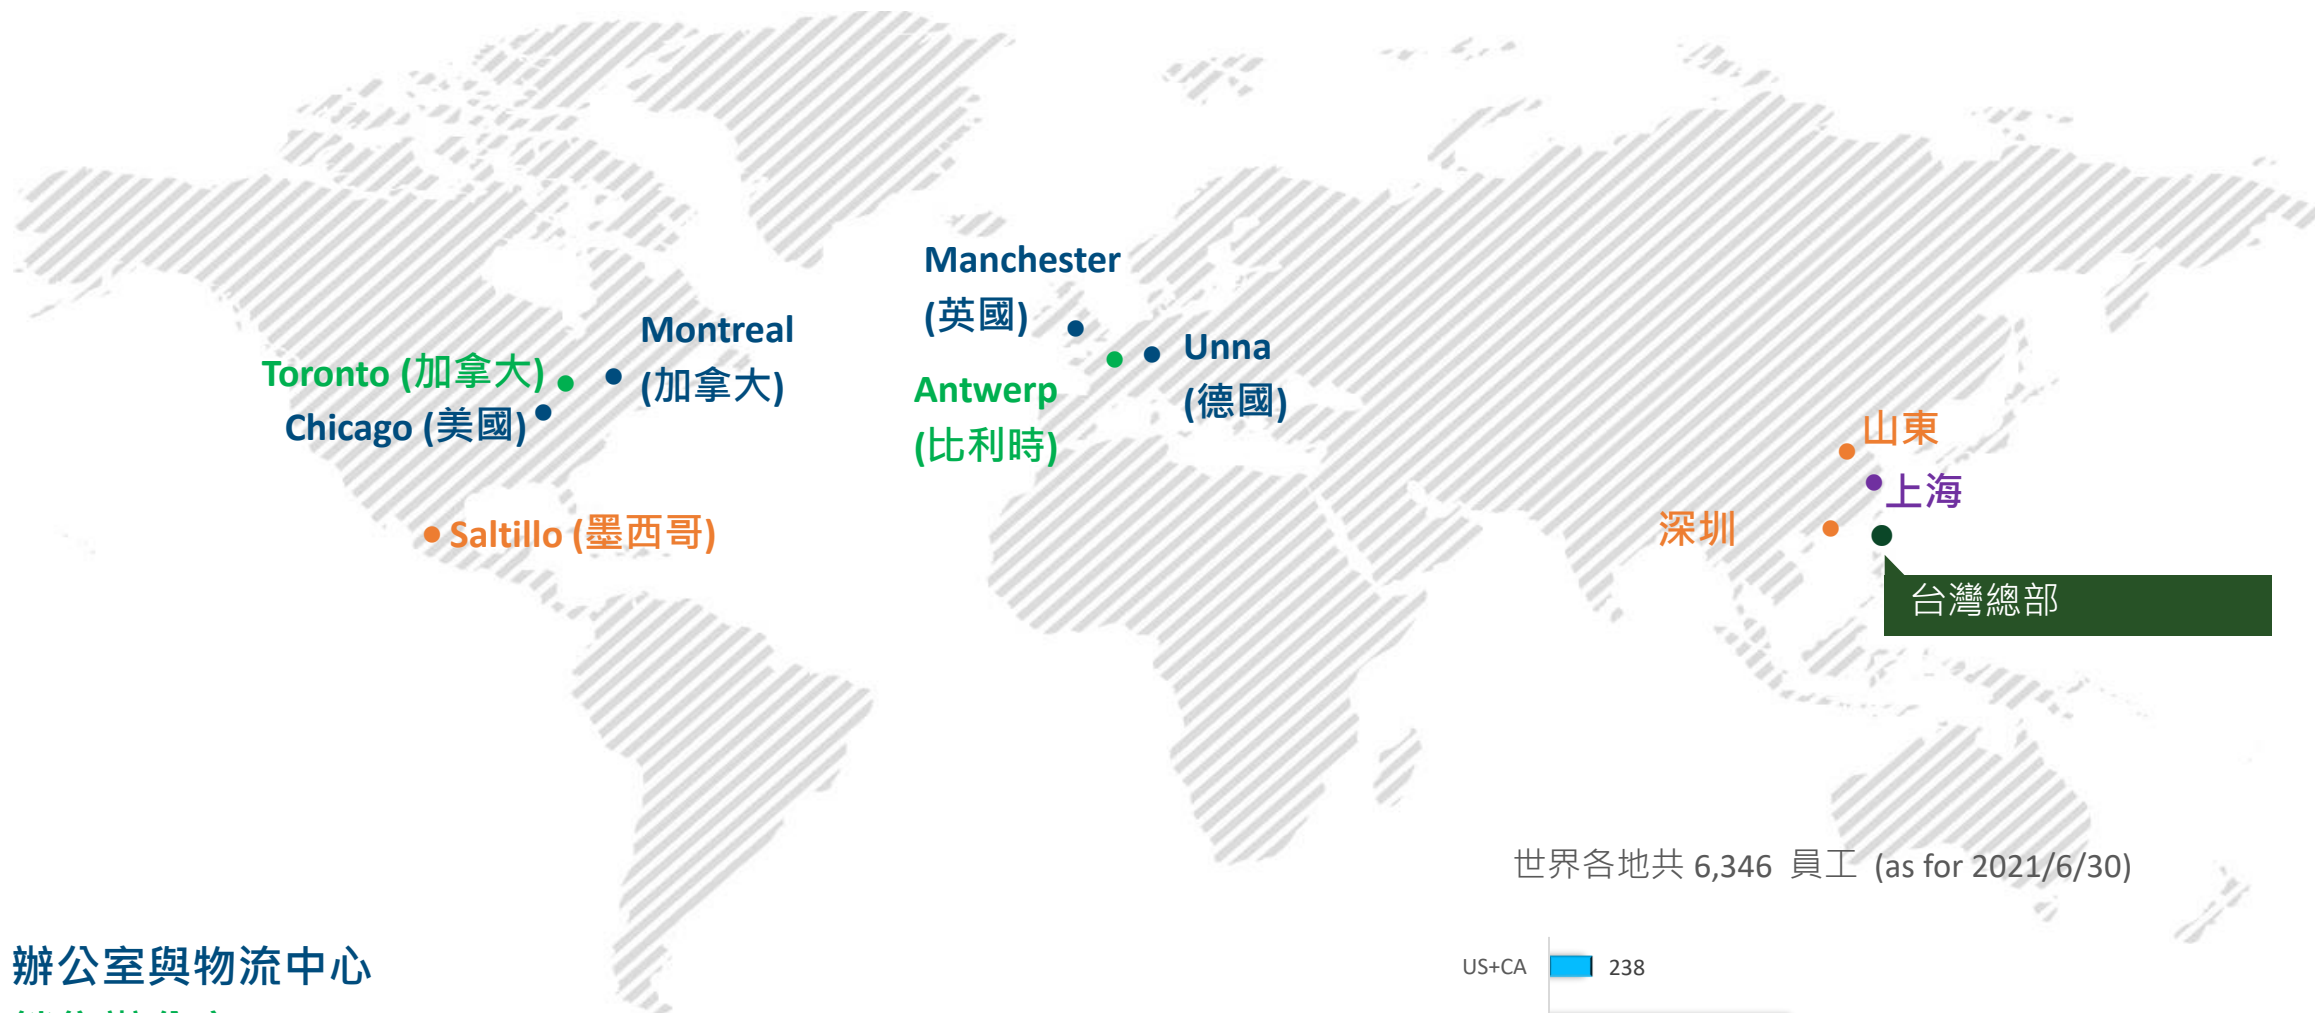 Manchester
(英國)
Montreal
(加拿大)
Unna
(德國)
Toronto (加拿大)
Antwerp
(比利時)
Chicago (美國)
山東
上海
Saltillo (墨西哥)
深圳
台灣總部
世界各地共 6,346 員工 (as for 2021/6/30)
辦公室與物流中心
US+CA 238